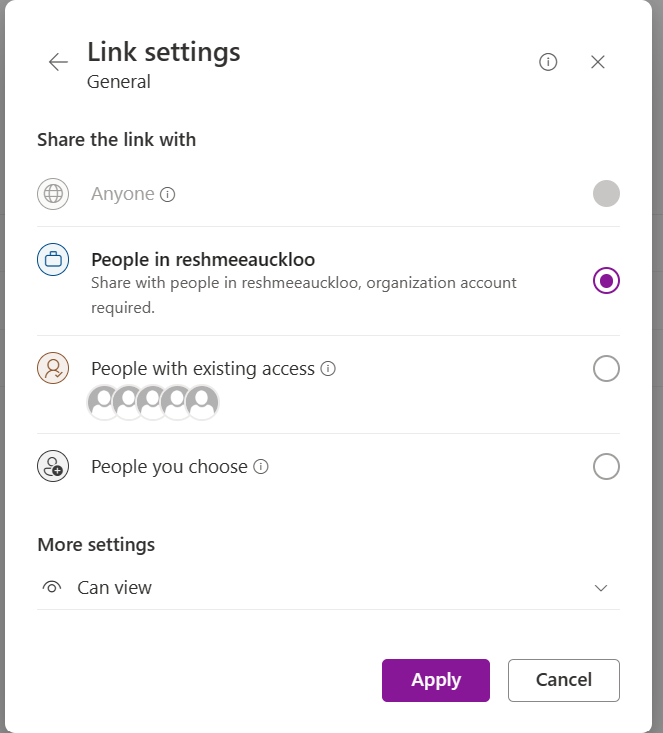 Link settings
General
Share the link with
Anyone
People in reshmeeauckloo
Share with people in reshmeeauckloo, organization account
required.
People with existing access
People you choose
More settings
Can view
Apply
Cancel